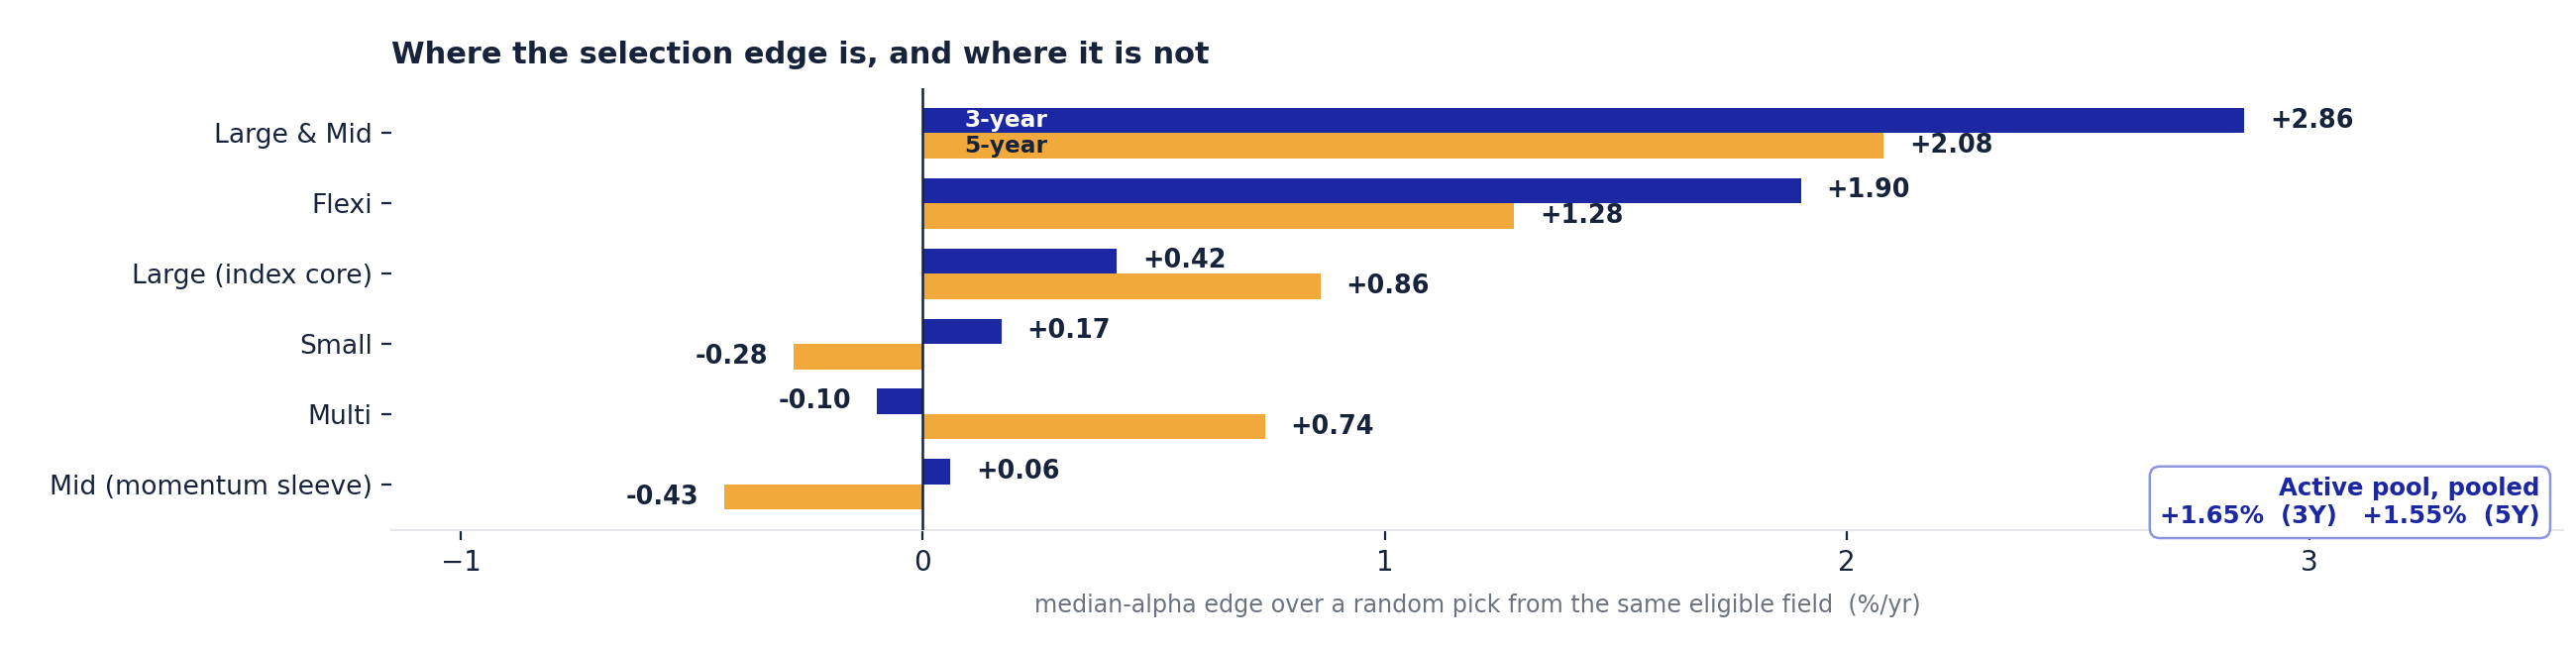 Where the selection edge is, and where it is not
Large & Mid
3-year
+2.86
5-year
+2.08
Flexi
+1.90
+1.28
Large (index core)
+0.42
+0.86
Small
+0.17
-0.28
Multi
-0.10
+0.74
Mid (momentum sleeve)
+0.06
-0.43
Active pool, pooled
+1.65%  (3Y)   +1.55%  (5Y)
−1 0 1 2 3
median-alpha edge over a random pick from the same eligible field  (%/yr)